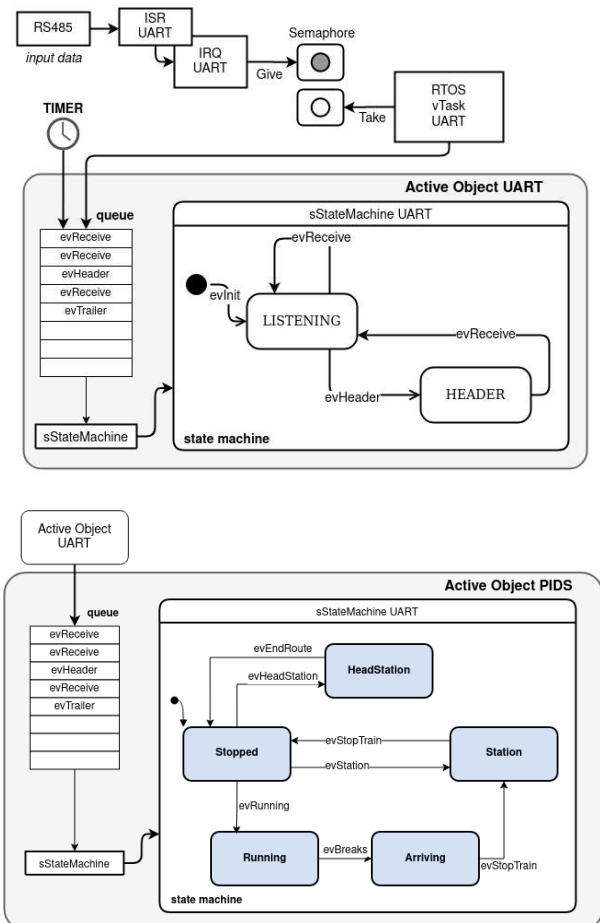 RS485
input data
ISR
UART
IRQ
UART
Give
Semaphore
Take
RTOS
vTask
UART
TIMER
Active Object UART
queue
evReceive
evReceive
evHeader
evReceive
evTrailer
sStateMachine
sStateMachine UART
evReceive
evInit
LISTENING
evReceive
evHeader
HEADER
state machine
Active Object
UART
Active Object PIDS
queue
evReceive
evReceive
evHeader
evReceive
evTrailer
sStateMachine
sStateMachine UART
evEndRoute
evHeadStation
HeadStation
Stopped
evStopTrain
evStation
Station
evRunning
Running
evBreaks
Arriving
evStopTrain
state machine